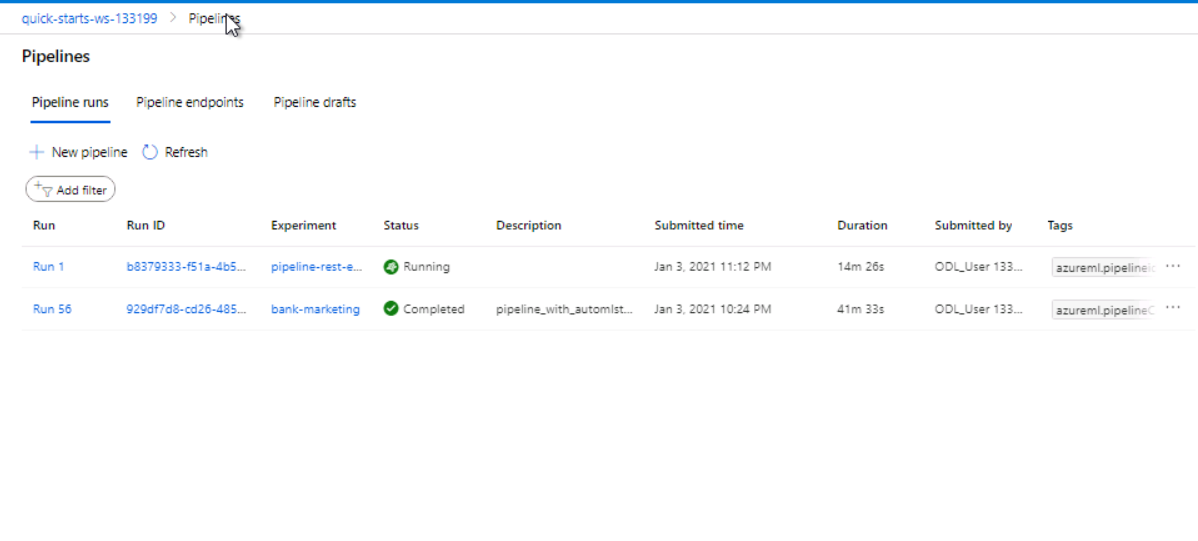 quick-starts-ws-133199 > Pipelines
Pipelines
Pipeline runs Pipeline endpoints Pipeline drafts
+ New pipeline Refresh
Add filter
Run Run ID Experiment Status Description Submitted time Duration Submitted by Tags
Run 1 b8379333-f51a-4b5... pipeline-rest-e... Running Jan 3, 2021 11:12 PM 14m 26s ODL_User 133... azureml.pipelineid ...
Run 56 929df7d8-cd26-485... bank-marketing Completed pipeline_with_automlst... Jan 3, 2021 10:24 PM 41m 33s ODL_User 133... azureml.pipelineC ...